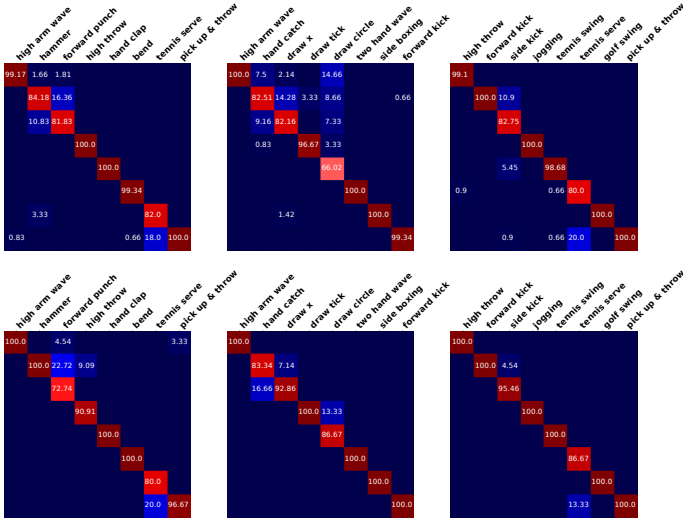 high arm wave hammer forward punch high throw hand clap bend tennis serve pick up & throw
99.17 1.66 1.81
84.18 16.36
10.83 81.83
100.0
100.0
99.34
3.33 82.0
0.83 0.66 18.0 100.0
high arm wave hand catch draw x draw tick draw circle two hand wave side boxing forward kick
100.0 7.5 2.14 14.66
82.51 14.28 3.33 8.66 0.66
9.16 82.16 7.33
0.83 96.67 3.33
66.02
100.0
1.42 100.0
99.34
high throw forward kick side kick jogging tennis swing tennis serve golf swing pick up & throw
99.1
100.0 10.9
82.75
100.0
5.45 98.68
0.9 0.66 80.0
100.0
0.9 0.66 20.0 100.0
high arm wave hammer forward punch high throw hand clap bend tennis serve pick up & throw
100.0 4.54 3.33
100.0 22.72 9.09
72.74
90.91
100.0
100.0
80.0
20.0 96.67
high arm wave hand catch draw x draw tick draw circle two hand wave side boxing forward kick
100.0
83.34 7.14
16.66 92.86
100.0 13.33
86.67
100.0
100.0
100.0
high throw forward kick side kick jogging tennis swing tennis serve golf swing pick up & throw
100.0
100.0 4.54
95.46
100.0
100.0
86.67
100.0
13.33 100.0